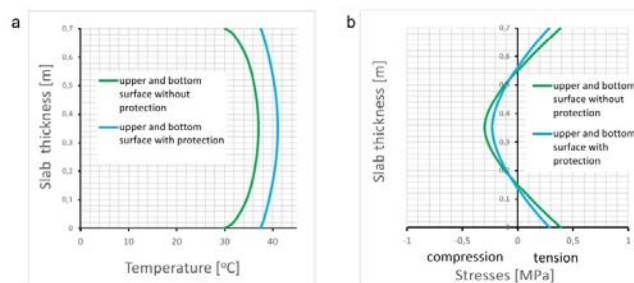 a
0,7
0,6
0,5
0,4
0,3
0,2
0,1
0
Slab thickness [m]
upper and bottom
surface without
protection
upper and bottom
surface with protection
0
10
20
30
40
Temperature [°C]
b
0,7
0,6
0,5
0,4
0,3
0,2
0,1
Slab thickness [m]
upper and bottom
surface without
protection
upper and bottom
surface with
protection
-1
-0,5
0
0,5
1
compression
tension
Stresses [MPa]